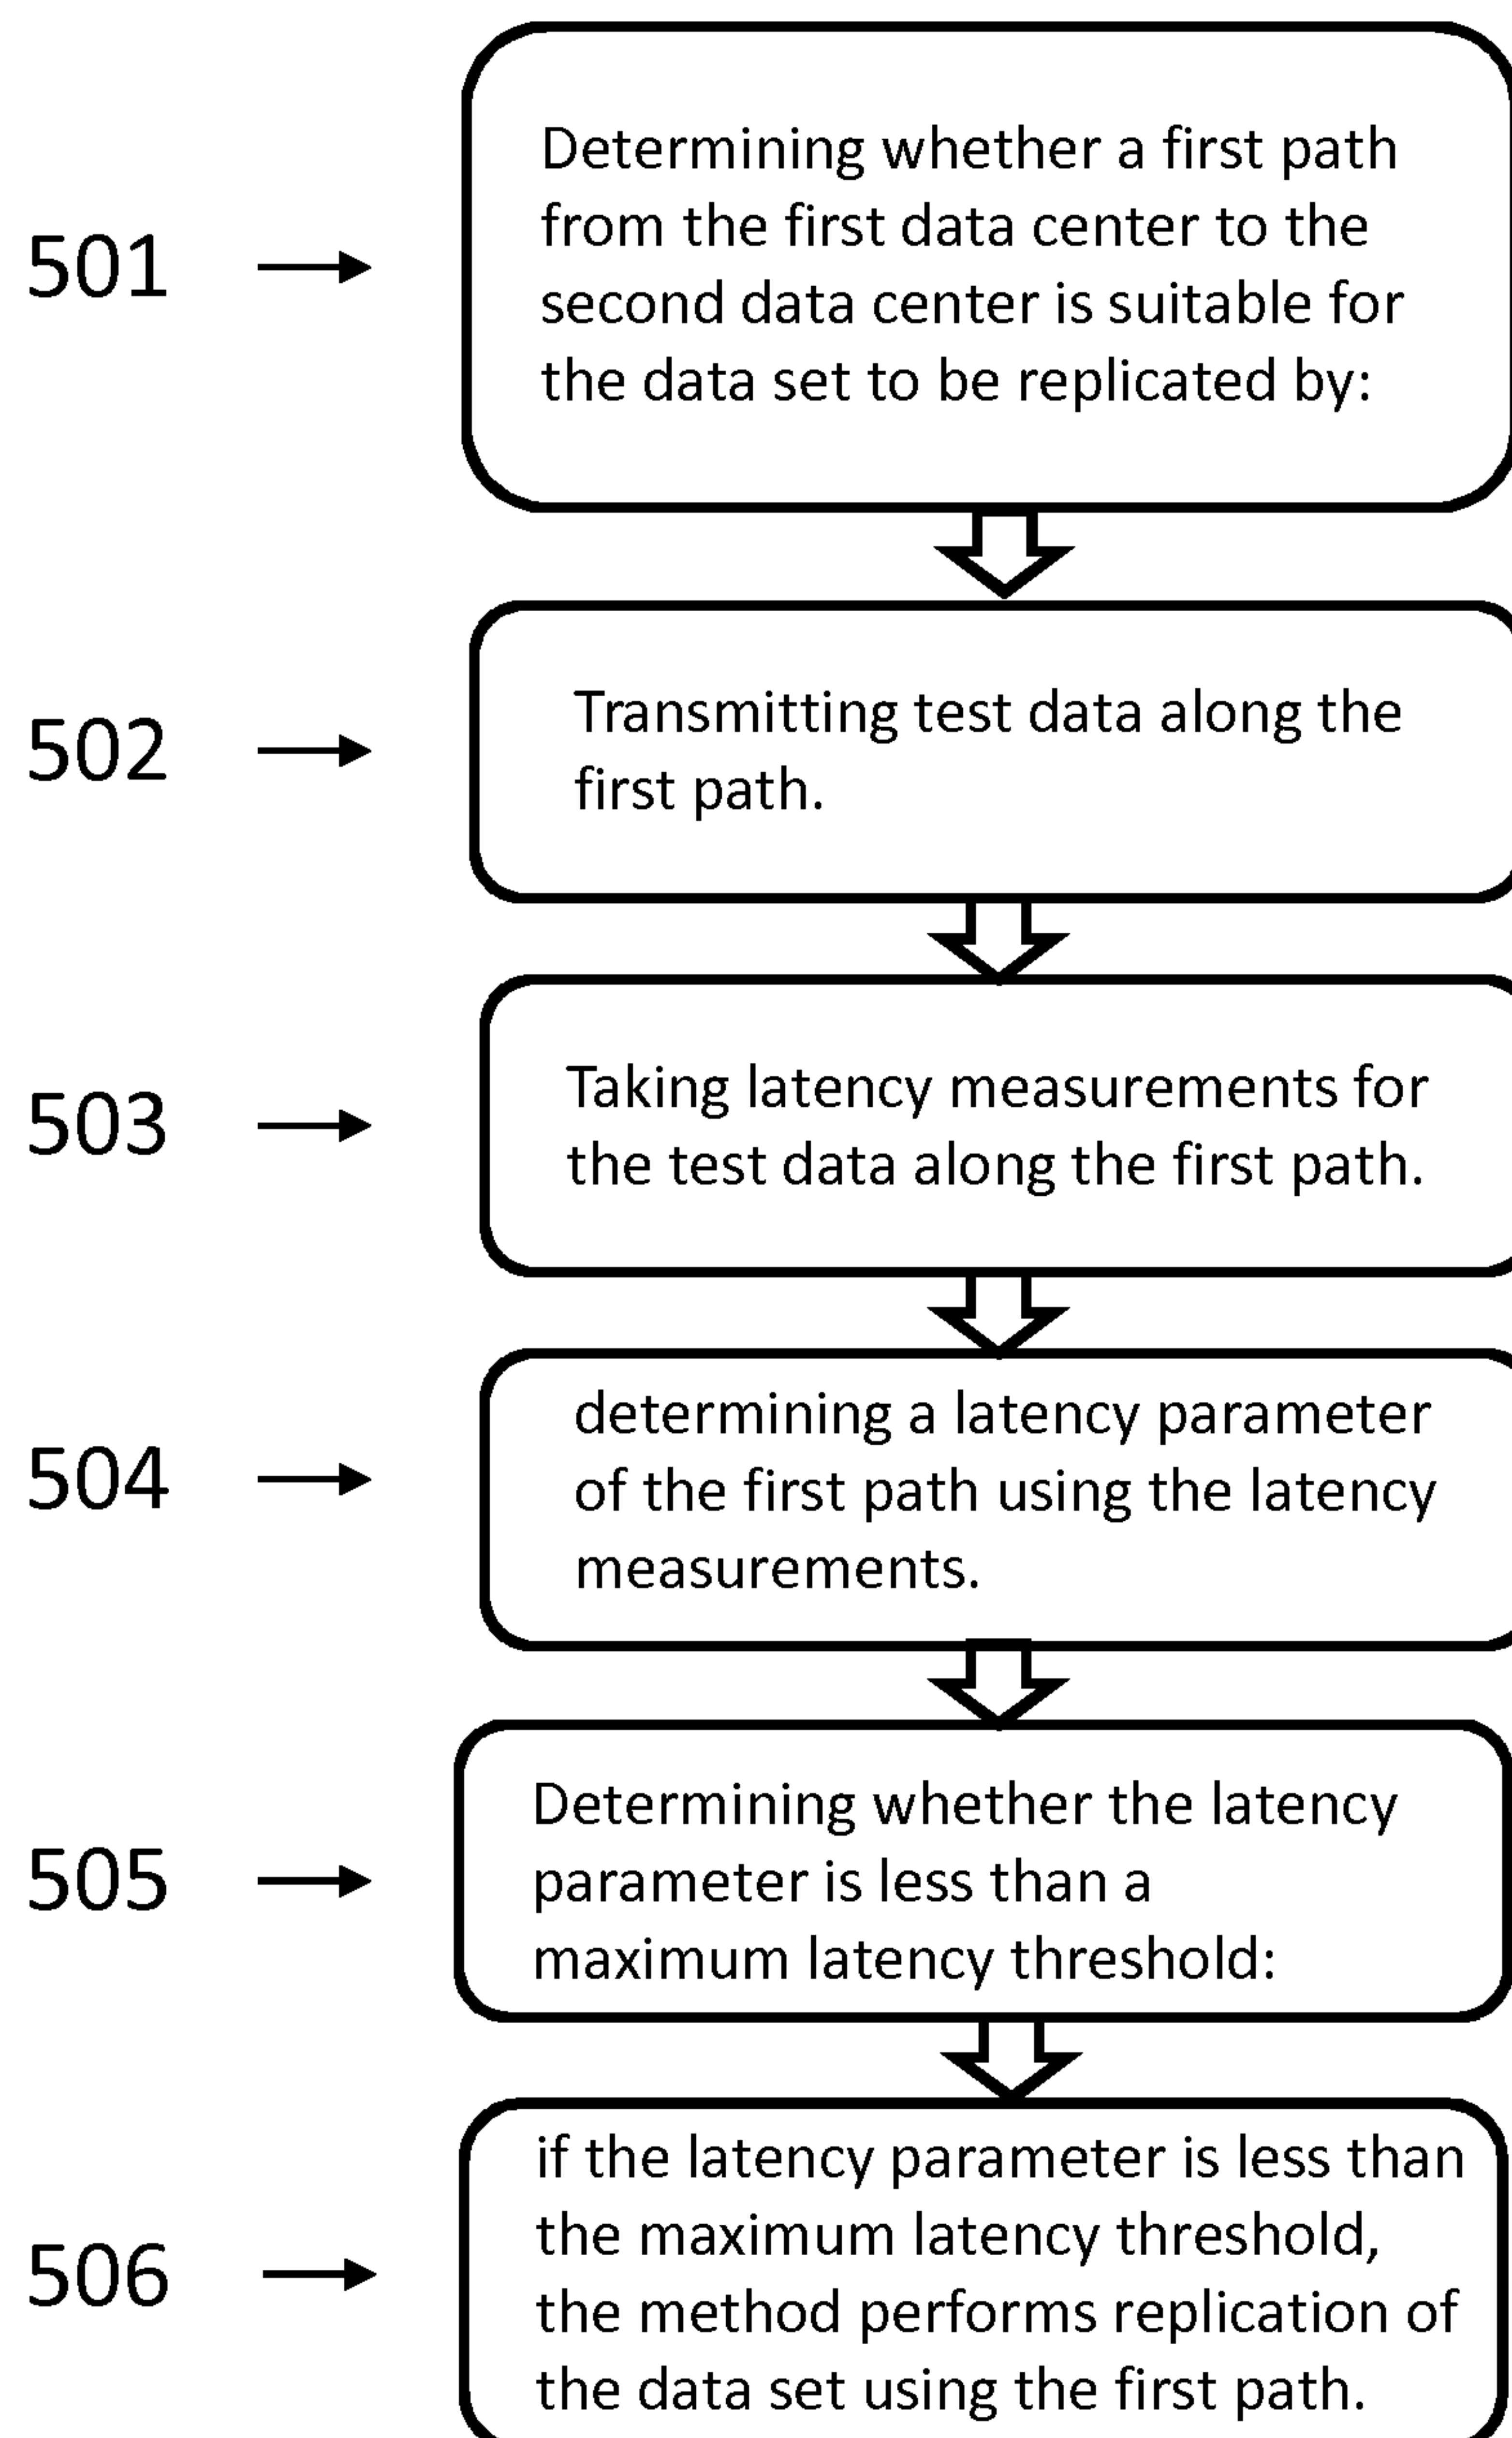 501
Determining whether a first path
from the first data center to the
second data center is suitable for
the data set to be replicated by:
502
Transmitting test data along the
first path.
503
Taking latency measurements for
the test data along the first path.
504
determining a latency parameter
of the first path using the latency
measurements.
505
Determining whether the latency
parameter is less than a
maximum latency threshold:
506
if the latency parameter is less than
the maximum latency threshold,
the method performs replication of
the data set using the first path.